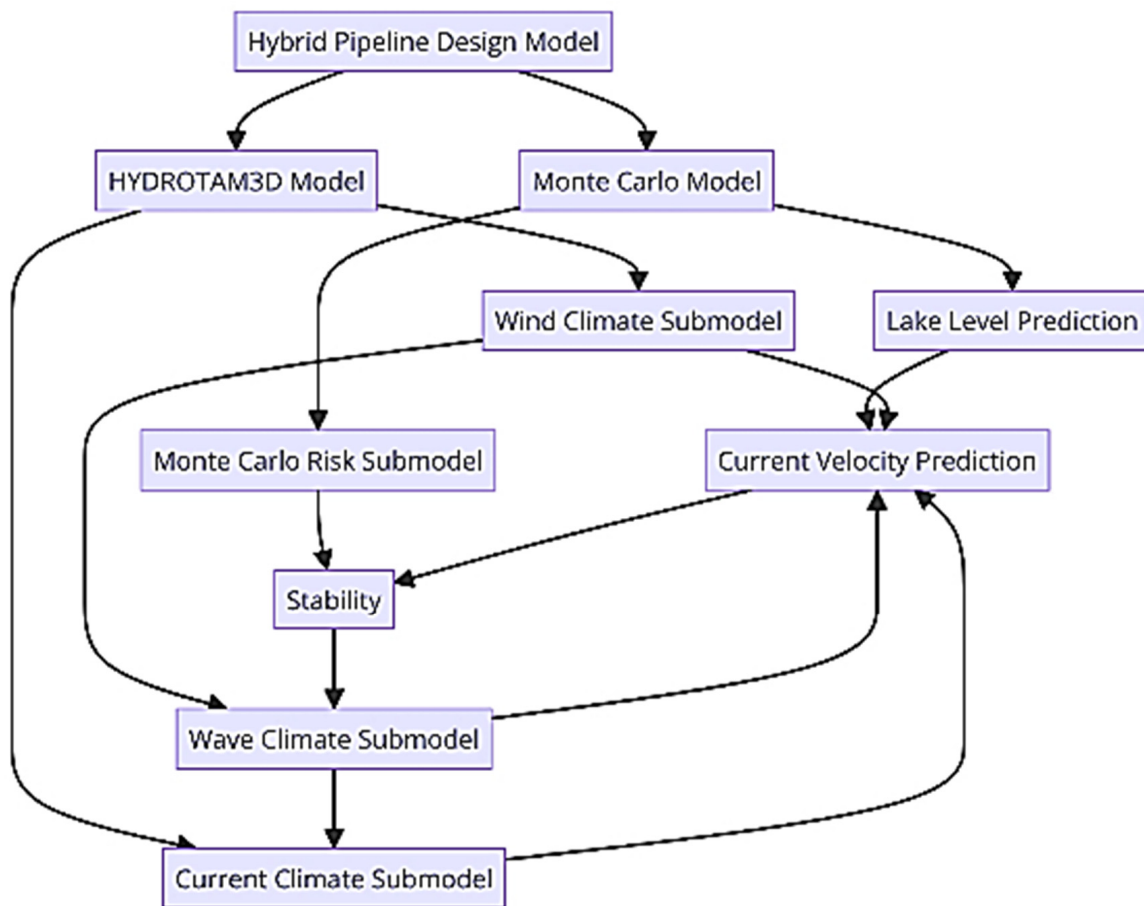 Hybrid Pipeline Design Model
HYDROTAM3D Model
Monte Carlo Model
Wind Climate Submodel
Lake Level Prediction
Monte Carlo Risk Submodel
Current Velocity Prediction
Stability
Wave Climate Submodel
Current Climate Submodel